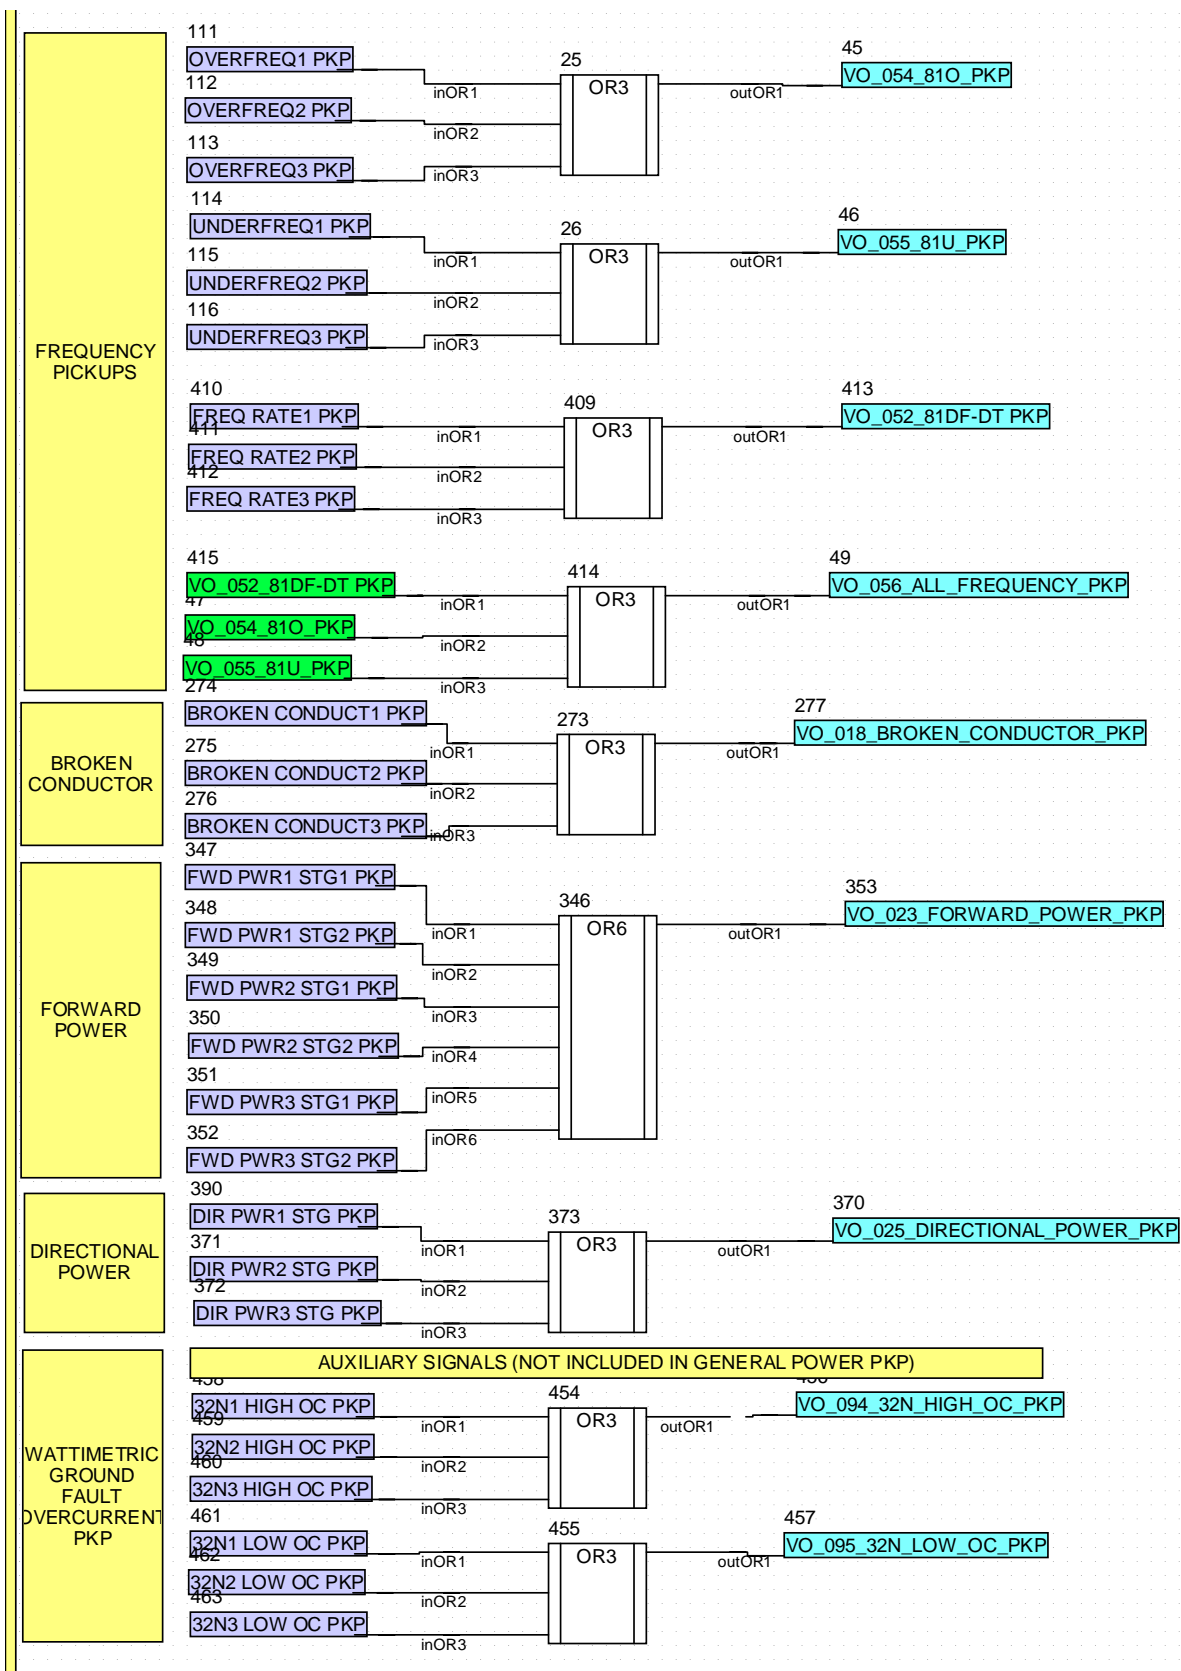 111
OVERFREQ1 PKP
112
OVERFREQ2 PKP
113
OVERFREQ3 PKP
inOR1
inOR2
inOR3
25
OR3
outOR1
45
VO_054_81O_PKP
114
UNDERFREQ1 PKP
115
UNDERFREQ2 PKP
116
UNDERFREQ3 PKP
inOR1
inOR2
inOR3
26
OR3
outOR1
46
VO_055_81U_PKP
FREQUENCY
PICKUPS
410
FREQ RATE1 PKP
411
FREQ RATE2 PKP
412
FREQ RATE3 PKP
inOR1
inOR2
inOR3
409
OR3
outOR1
413
VO_052_81DF-DT PKP
415
VO_052_81DF-DT PKP
47
VO_054_81O_PKP
48
VO_055_81U_PKP
inOR1
inOR2
inOR3
414
OR3
outOR1
49
VO_056_ALL_FREQUENCY_PKP
BROKEN
CONDUCTOR
274
BROKEN CONDUCT1 PKP
275
BROKEN CONDUCT2 PKP
276
BROKEN CONDUCT3 PKP
inOR1
inOR2
inOR3
273
OR3
outOR1
277
VO_018_BROKEN_CONDUCTOR_PKP
FORWARD
POWER
347
FWD PWR1 STG1 PKP
348
FWD PWR1 STG2 PKP
349
FWD PWR2 STG1 PKP
350
FWD PWR2 STG2 PKP
351
FWD PWR3 STG1 PKP
352
FWD PWR3 STG2 PKP
inOR1
inOR2
inOR3
inOR4
inOR5
inOR6
346
OR6
outOR1
353
VO_023_FORWARD_POWER_PKP
DIRECTIONAL
POWER
390
DIR PWR1 STG PKP
371
DIR PWR2 STG PKP
372
DIR PWR3 STG PKP
inOR1
inOR2
inOR3
373
OR3
outOR1
370
VO_025_DIRECTIONAL_POWER_PKP
AUXILIARY SIGNALS (NOT INCLUDED IN GENERAL POWER PKP)
WATTIMETRIC
GROUND
FAULT
OVERCURRENT
PKP
458
32N1 HIGH OC PKP
459
32N2 HIGH OC PKP
460
32N3 HIGH OC PKP
inOR1
inOR2
inOR3
454
OR3
outOR1
VO_094_32N_HIGH_OC_PKP
461
32N1 LOW OC PKP
462
32N2 LOW OC PKP
463
32N3 LOW OC PKP
inOR1
inOR2
inOR3
455
OR3
outOR1
457
VO_095_32N_LOW_OC_PKP